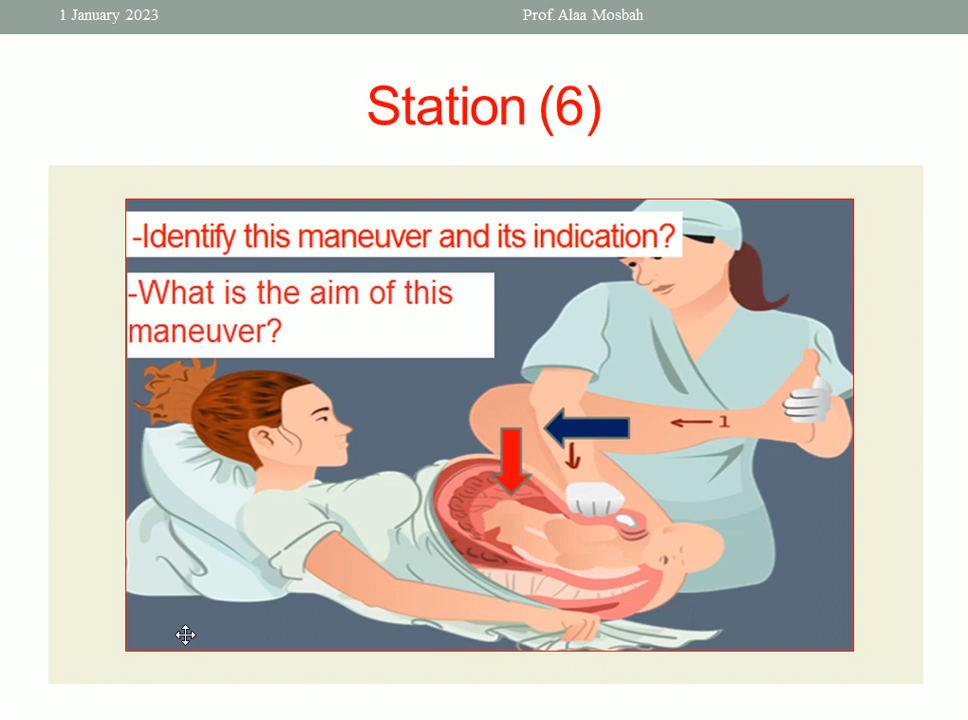 1 January 2023
Prof. Alaa Mosbah
Station (6)
-Identify this maneuver and its indication?
-What is the aim of this
maneuver?
1